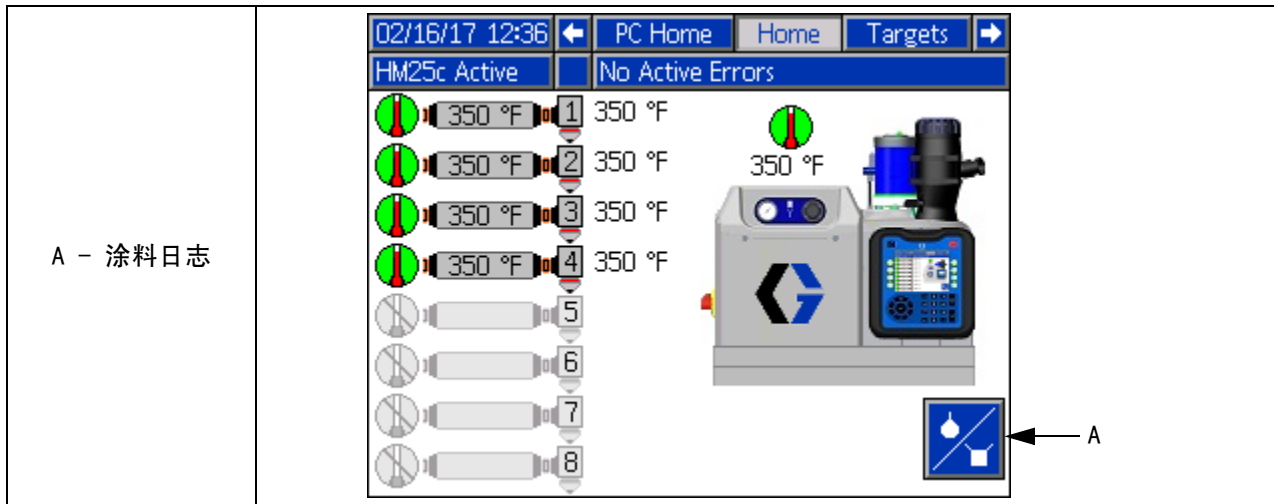 A - 涂料日志
02/16/17 12:36 PC Home Home Targets
HM25c Active No Active Errors
350 °F 1 350 °F
350 °F 2 350 °F
350 °F 3 350 °F
350 °F 4 350 °F
350 °F
5
6
7
8
A